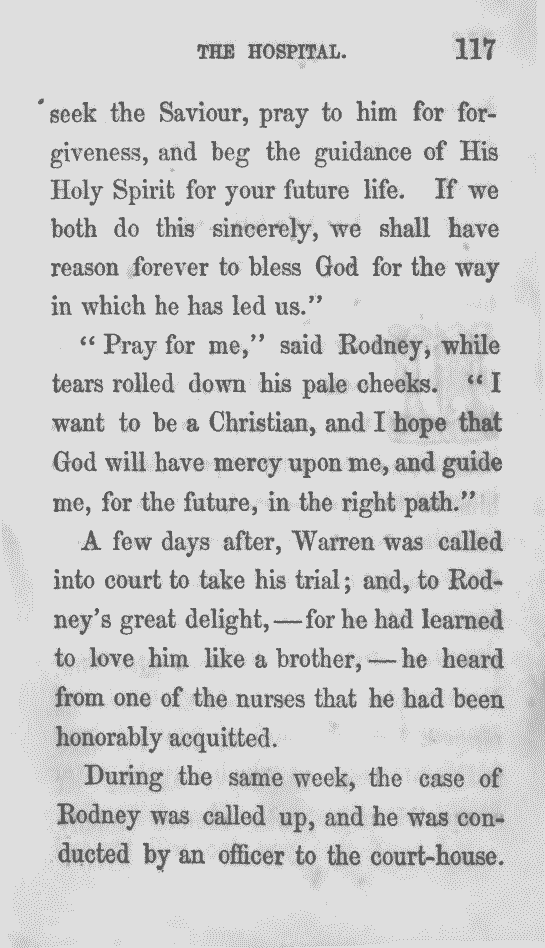 THE HOSPITAL. 117
seek the Saviour, pray to him for for-
giveness, and beg the guidance of His
Holy Spirit for your future life. If we
both do this sincerely, we shall have
reason forever to bless God for the way
in which he has led us."
" Pray for me," said Rodney, while
tears rolled down his pale cheeks. " I
want to be a Christian, and I hope that
God will have mercy upon me, and guide
me, for the future, in the right path."
A few days after, Warren was called
into court to take his trial; and, to Rod-
ney's great delight, — for he had learned
to love him like a brother, — he heard
from one of the nurses that he had been
honorably acquitted.
During the same week, the case of
Rodney was called up, and he was con-
ducted by an officer to the court-house.